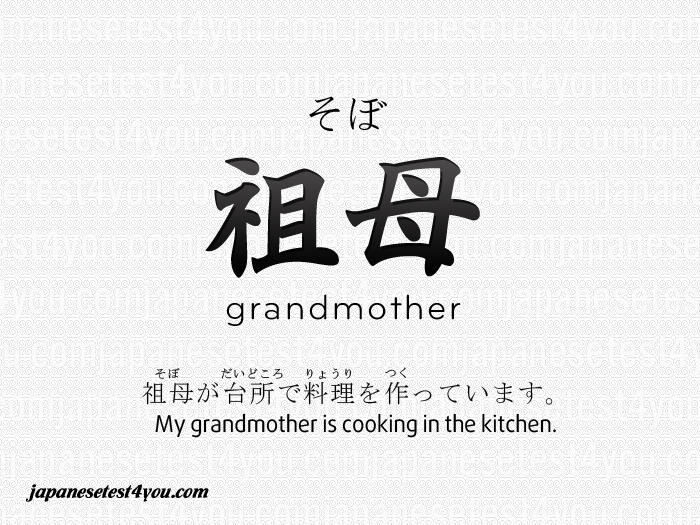 そぼ
祖母
grandmother
そぼ だいどころ りょうり つく
祖母が台所で料理を作っています。
My grandmother is cooking in the kitchen.
japanesetest4you.com